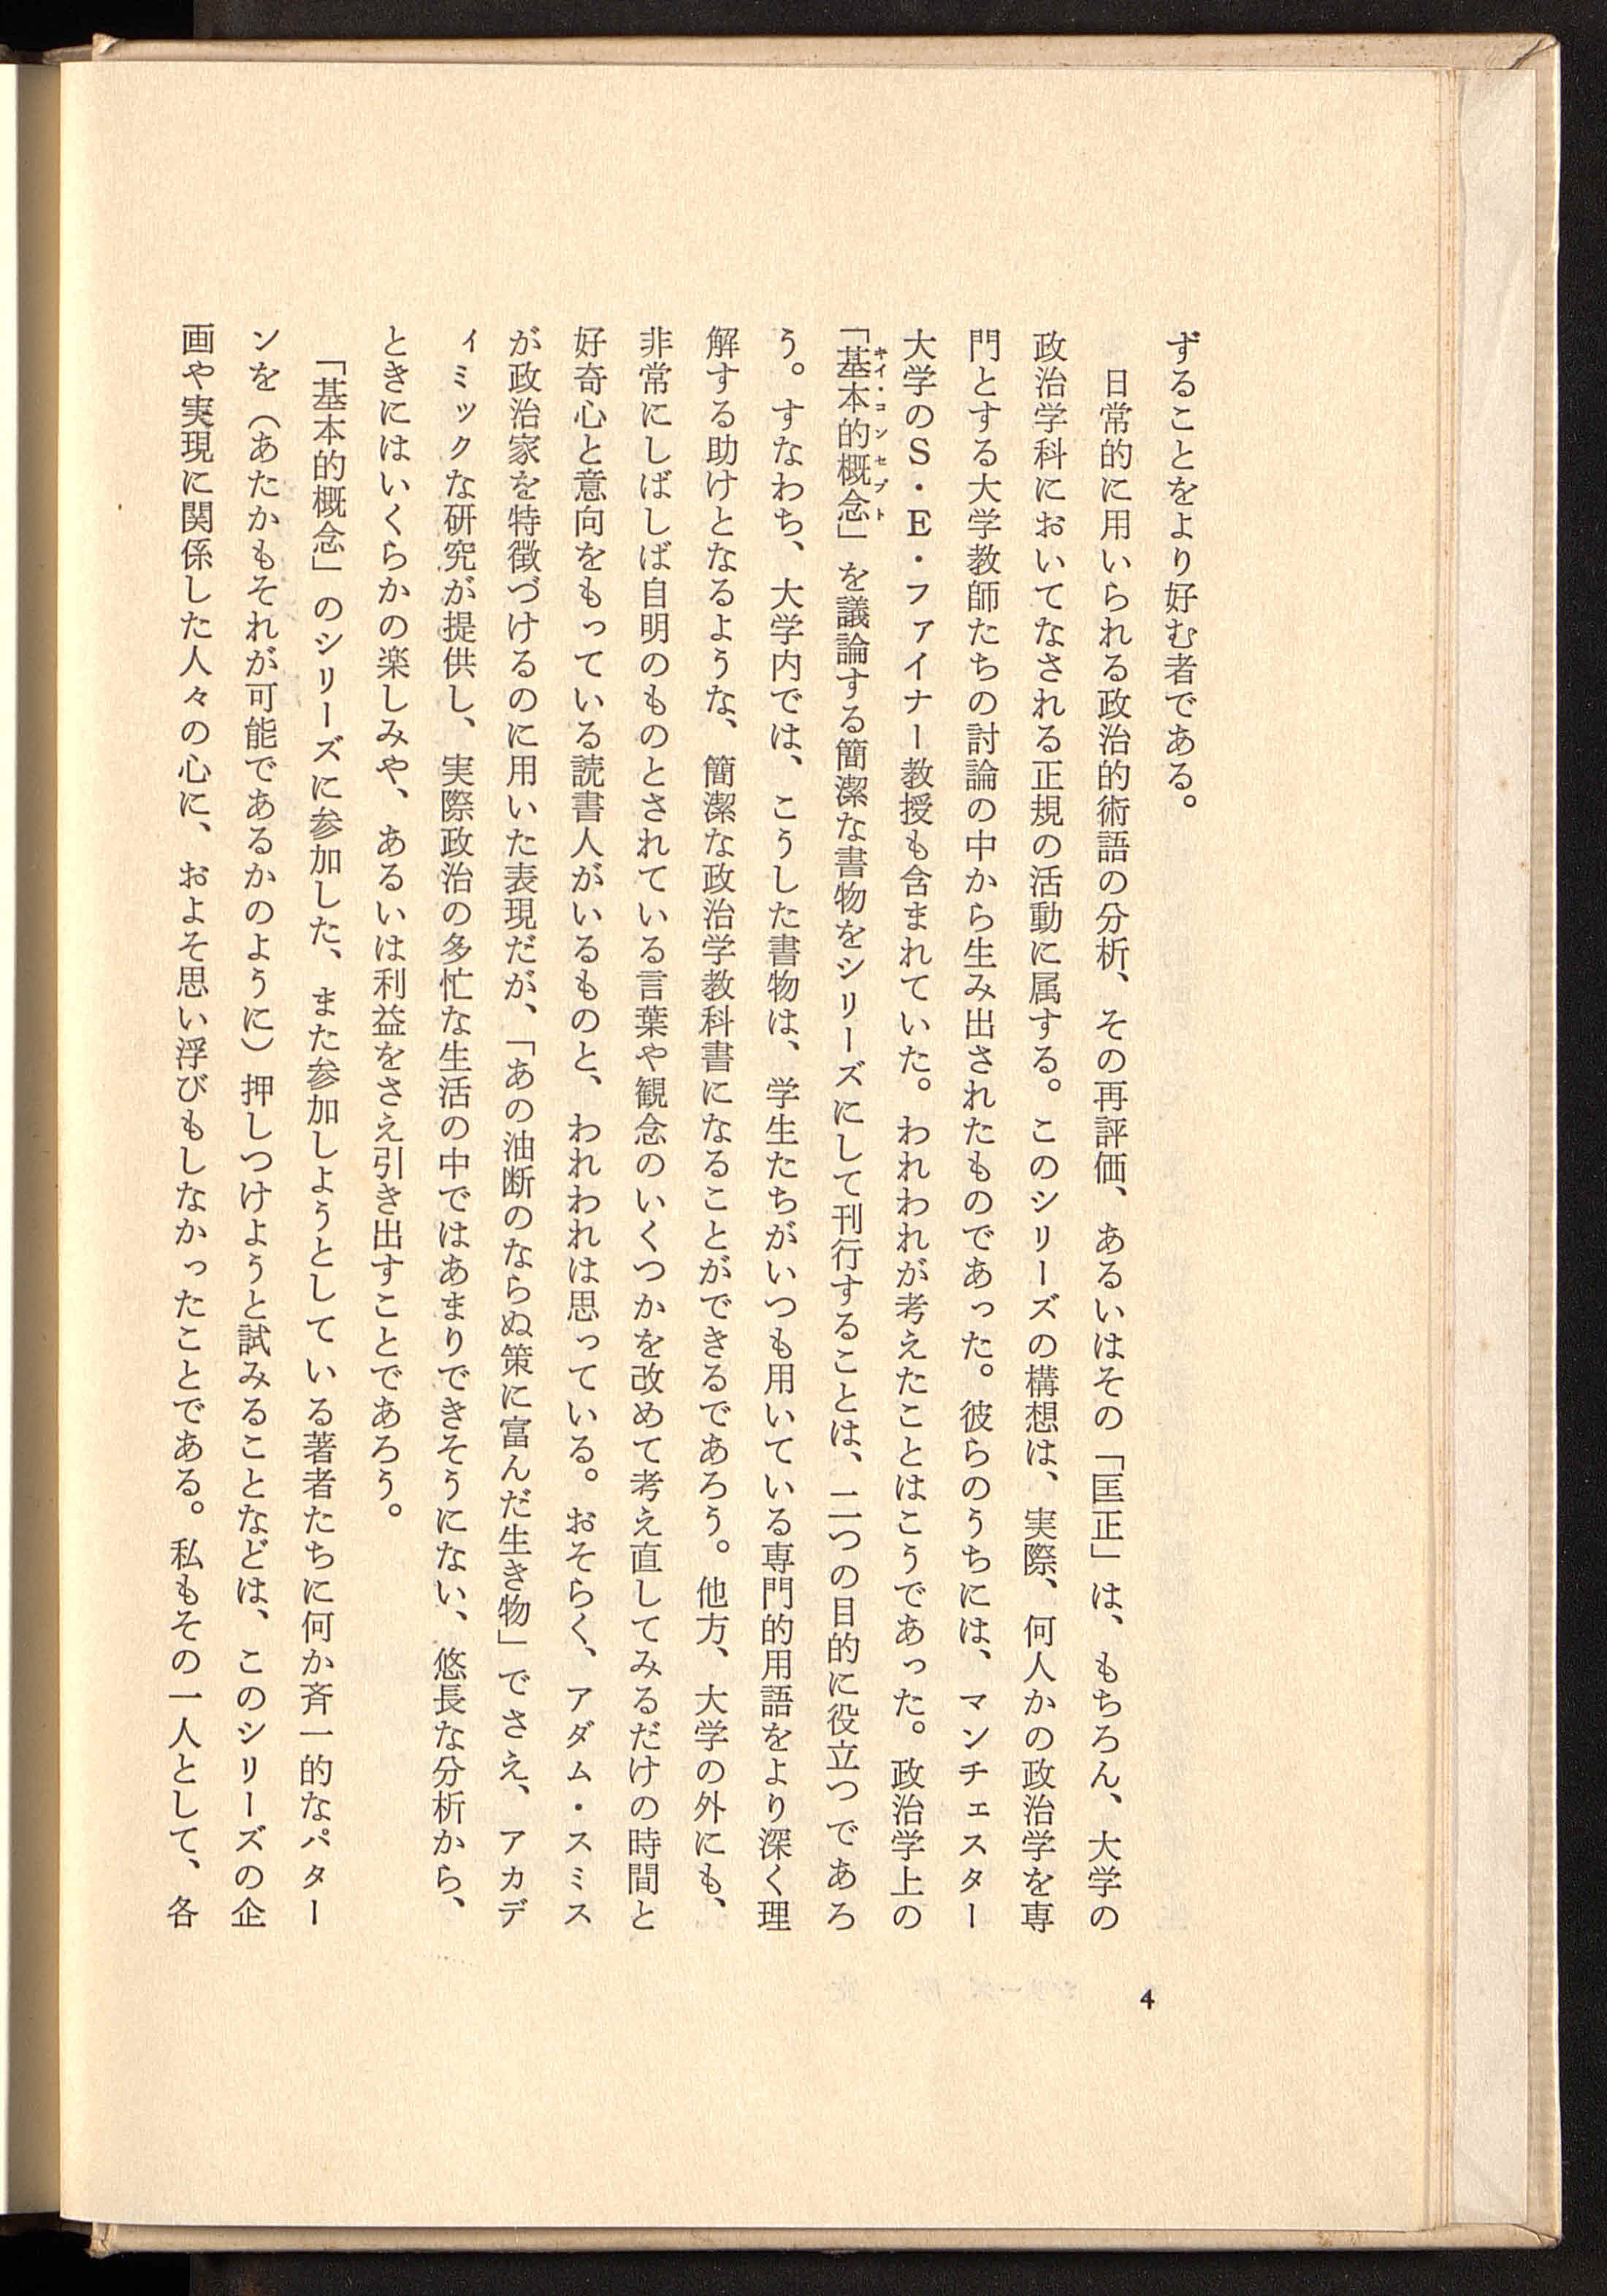 ずることをより好む者である。
日常的に用いられる政治的術語の分析、その再評価、あるいはその「匡正」は、もちろん、大学の
政治学科においてなされる正規の活動に属する。このシリーズの構想は、実際、何人かの政治学を専
門とする大学教師たちの討論の中から生み出されたものであった。彼らのうちには、マンチェスター
大学のS・E・ファイナー教授も含まれていた。われわれが考えたことはこうであった。政治学上の
キイ・コンセプト
「基本的概念」を議論する簡潔な書物をシリーズにして刊行することは、二つの目的に役立つであろ
う。すなわち、大学内では、こうした書物は、学生たちがいつも用いている専門的用語をより深く理
解する助けとなるような、簡潔な政治学教科書になることができるであろう。他方、大学の外にも、
非常にしばしば自明のものとされている言葉や観念のいくつかを改めて考え直してみるだけの時間と
好奇心と意向をもっている読書人がいるものと、われわれは思っている。おそらく、アダム・スミス
が政治家を特徴づけるのに用いた表現だが、「あの油断のならぬ策に富んだ生き物」でさえ、アカデ
ィミックな研究が提供し、実際政治の多忙な生活の中ではあまりできそうにない、悠長な分析から、
ときにはいくらかの楽しみや、あるいは利益をさえ引き出すことであろう。
「基本的概念」のシリーズに参加した、また参加しようとしている著者たちに何か斉一的なパター
ンを（あたかもそれが可能であるかのように）押しつけようと試みることなどは、このシリーズの企
画や実現に関係した人々の心に、およそ思い浮びもしなかったことである。私もその一人として、各
4